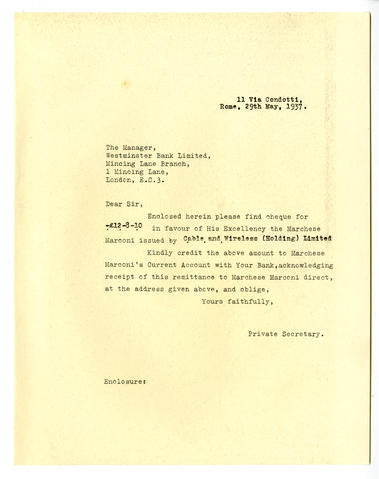 11 Via Condotti,
Rome, 29th May, 1937.
The Manager,
Westminster Bank Limited,
Mincing Lane Branch,
1 Mincing Lane,
London, E.C.3.
Dear Sir,
Enclosed herein please find cheque for
-£12-8-10 in favour of His Excellency the Marchese
Marconi issued by Cable and Wireless (Holding) Limited
Kindly credit the above amount to Marchese
Marconi's Current Account with Your Bank,acknowledging
receipt of this remittance to Marchese Marconi direct,
at the address given above, and oblige,
Yours faithfully,
Private Secretary.
Enclosure: